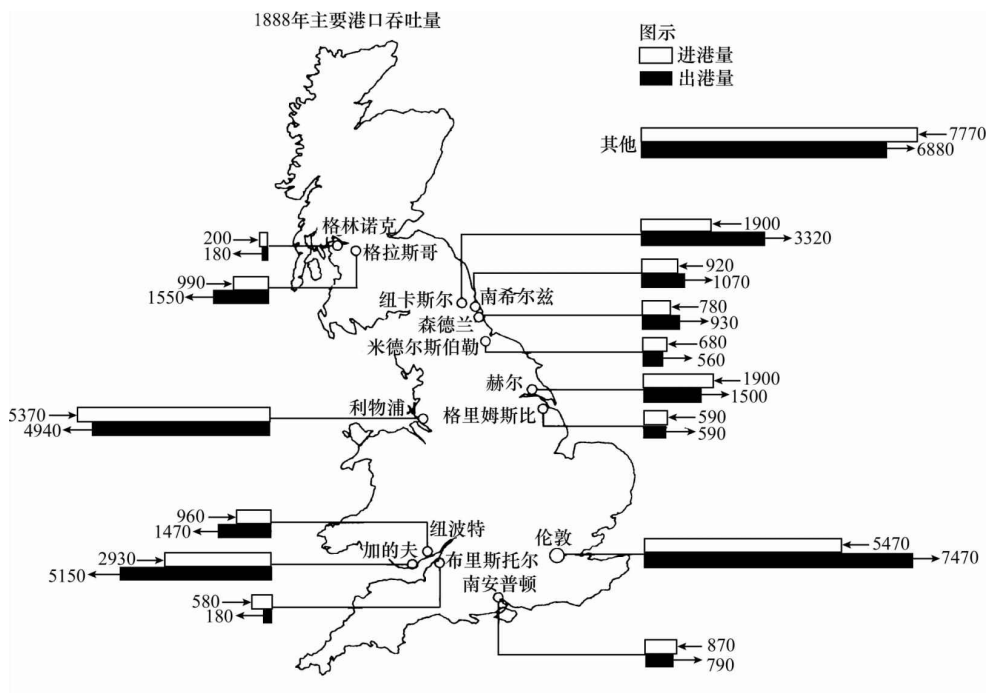 1888年主要港口吞吐量
图示
进港量
出港量
其他
7770
6880
格林诺克
200
180
格拉斯哥
990
1550
纽卡斯尔
1900
3320
南希尔兹
920
1070
森德兰
780
930
米德尔斯伯勒
680
560
赫尔
1900
1500
格里姆斯比
590
590
利物浦
5370
4940
纽波特
960
1470
加的夫
2930
5150
布里斯托尔
580
180
伦敦
5470
7470
南安普顿
870
790